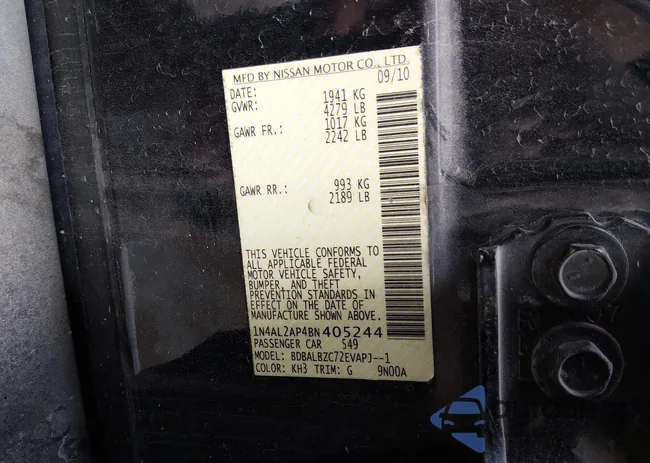 MFD BY NISSAN MOTOR CO., LTD.
DATE: 09/10
GVWR: 1941 KG
4279 LB
GAWR FR.: 1017 KG
2242 LB
GAWR RR.: 993 KG
2189 LB
THIS VEHICLE CONFORMS TO
ALL APPLICABLE FEDERAL
MOTOR VEHICLE SAFETY,
BUMPER, AND THEFT
PREVENTION STANDARDS IN
EFFECT ON THE DATE OF
MANUFACTURE SHOWN ABOVE.
1N4AL2AP4BN405244
PASSENGER CAR 549
MODEL: BDBALBZC72EVAPJ--1
COLOR: KH3 TRIM: G 9N00A